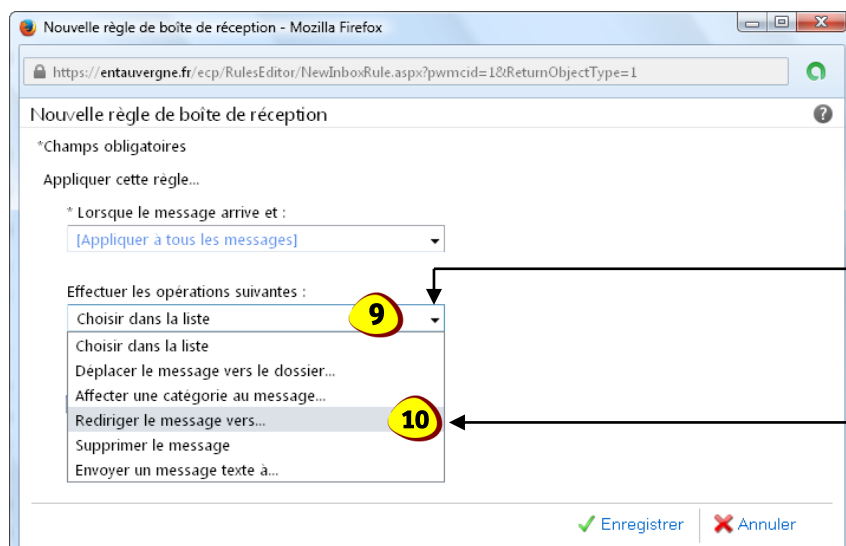 Nouvelle règle de boîte de réception - Mozilla Firefox
https://entauvergne.fr/ecp/RulesEditor/NewInboxRule.aspx?pwmcid=1&ReturnObjectType=1
Nouvelle règle de boîte de réception
*Champs obligatoires
Appliquer cette règle...
* Lorsque le message arrive et :
[Appliquer à tous les messages]
Effectuer les opérations suivantes :
Choisir dans la liste 9
Choisir dans la liste
Déplacer le message vers le dossier...
Affecter une catégorie au message...
Rediriger le message vers... 10
Supprimer le message
Envoyer un message texte à...
Enregistrer Annuler